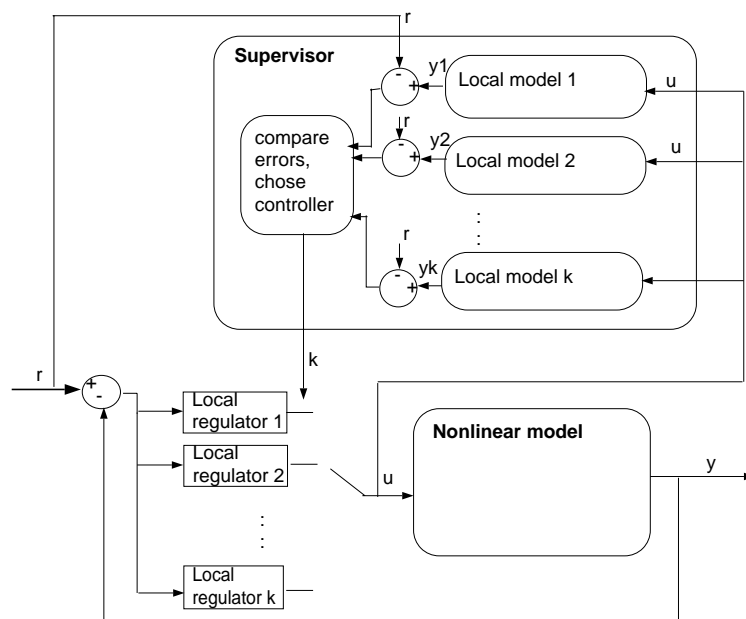 r
Supervisor
-
+
y1
Local model 1
u
compare
errors,
chose
controller
r
-
+
y2
Local model 2
u
:
:
r
-
+
yk
Local model k
k
r
+
-
Local
regulator 1
Local
regulator 2
:
:
Local
regulator k
u
Nonlinear model
y